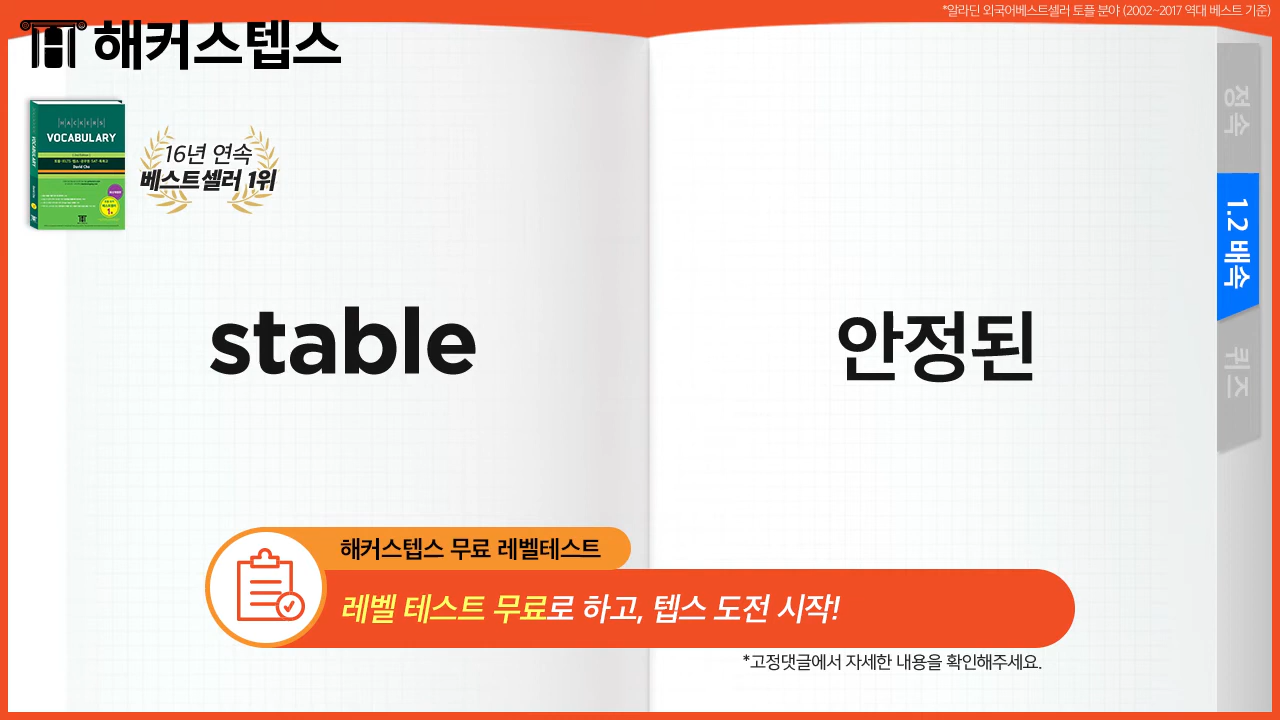 *알라딘 외국어베스트셀러 토플 분야 (2002~2017 역대 베스트 기준)
해커스텝스
HACKERS
VOCABULARY
David Cho
VOCABULARY
16년 연속
베스트셀러 1위
정속
1.2 배속
퀴즈
stable
안정된
해커스텝스 무료 레벨테스트
레벨 테스트 무료로 하고, 텝스 도전 시작!
*고정댓글에서 자세한 내용을 확인해주세요.